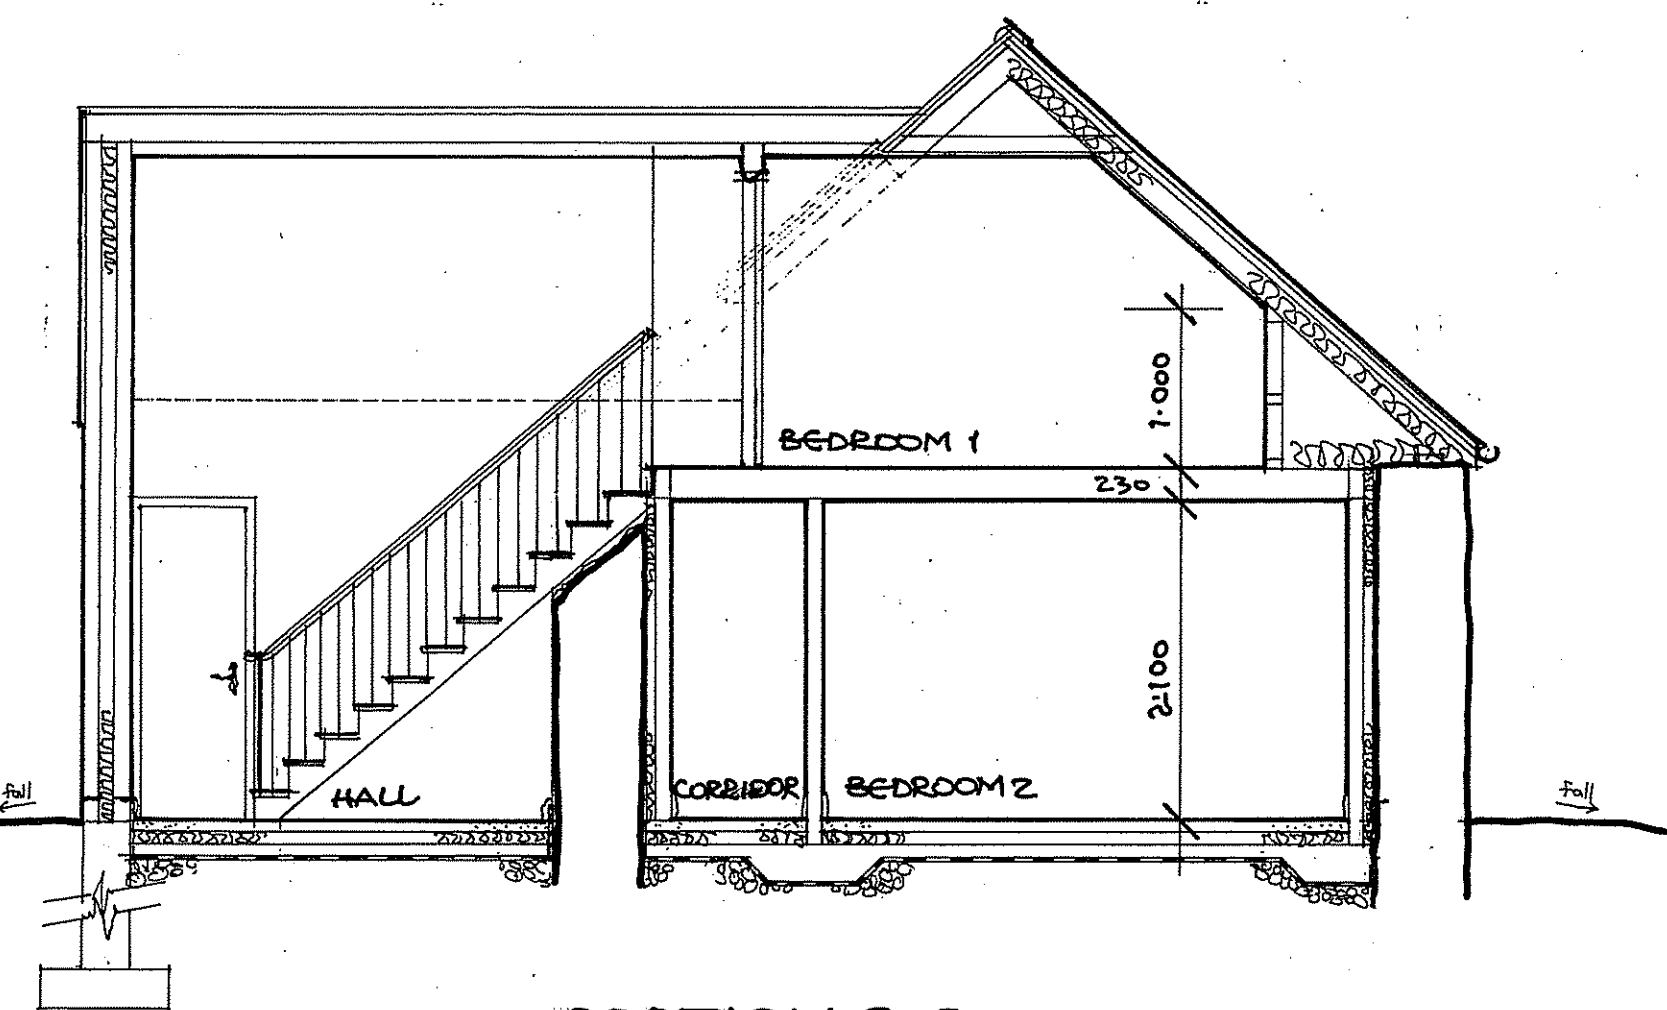 BEDROOM 1
1.000
230
2.100
HALL
CORRIDOR
BEDROOM 2
fall
fall